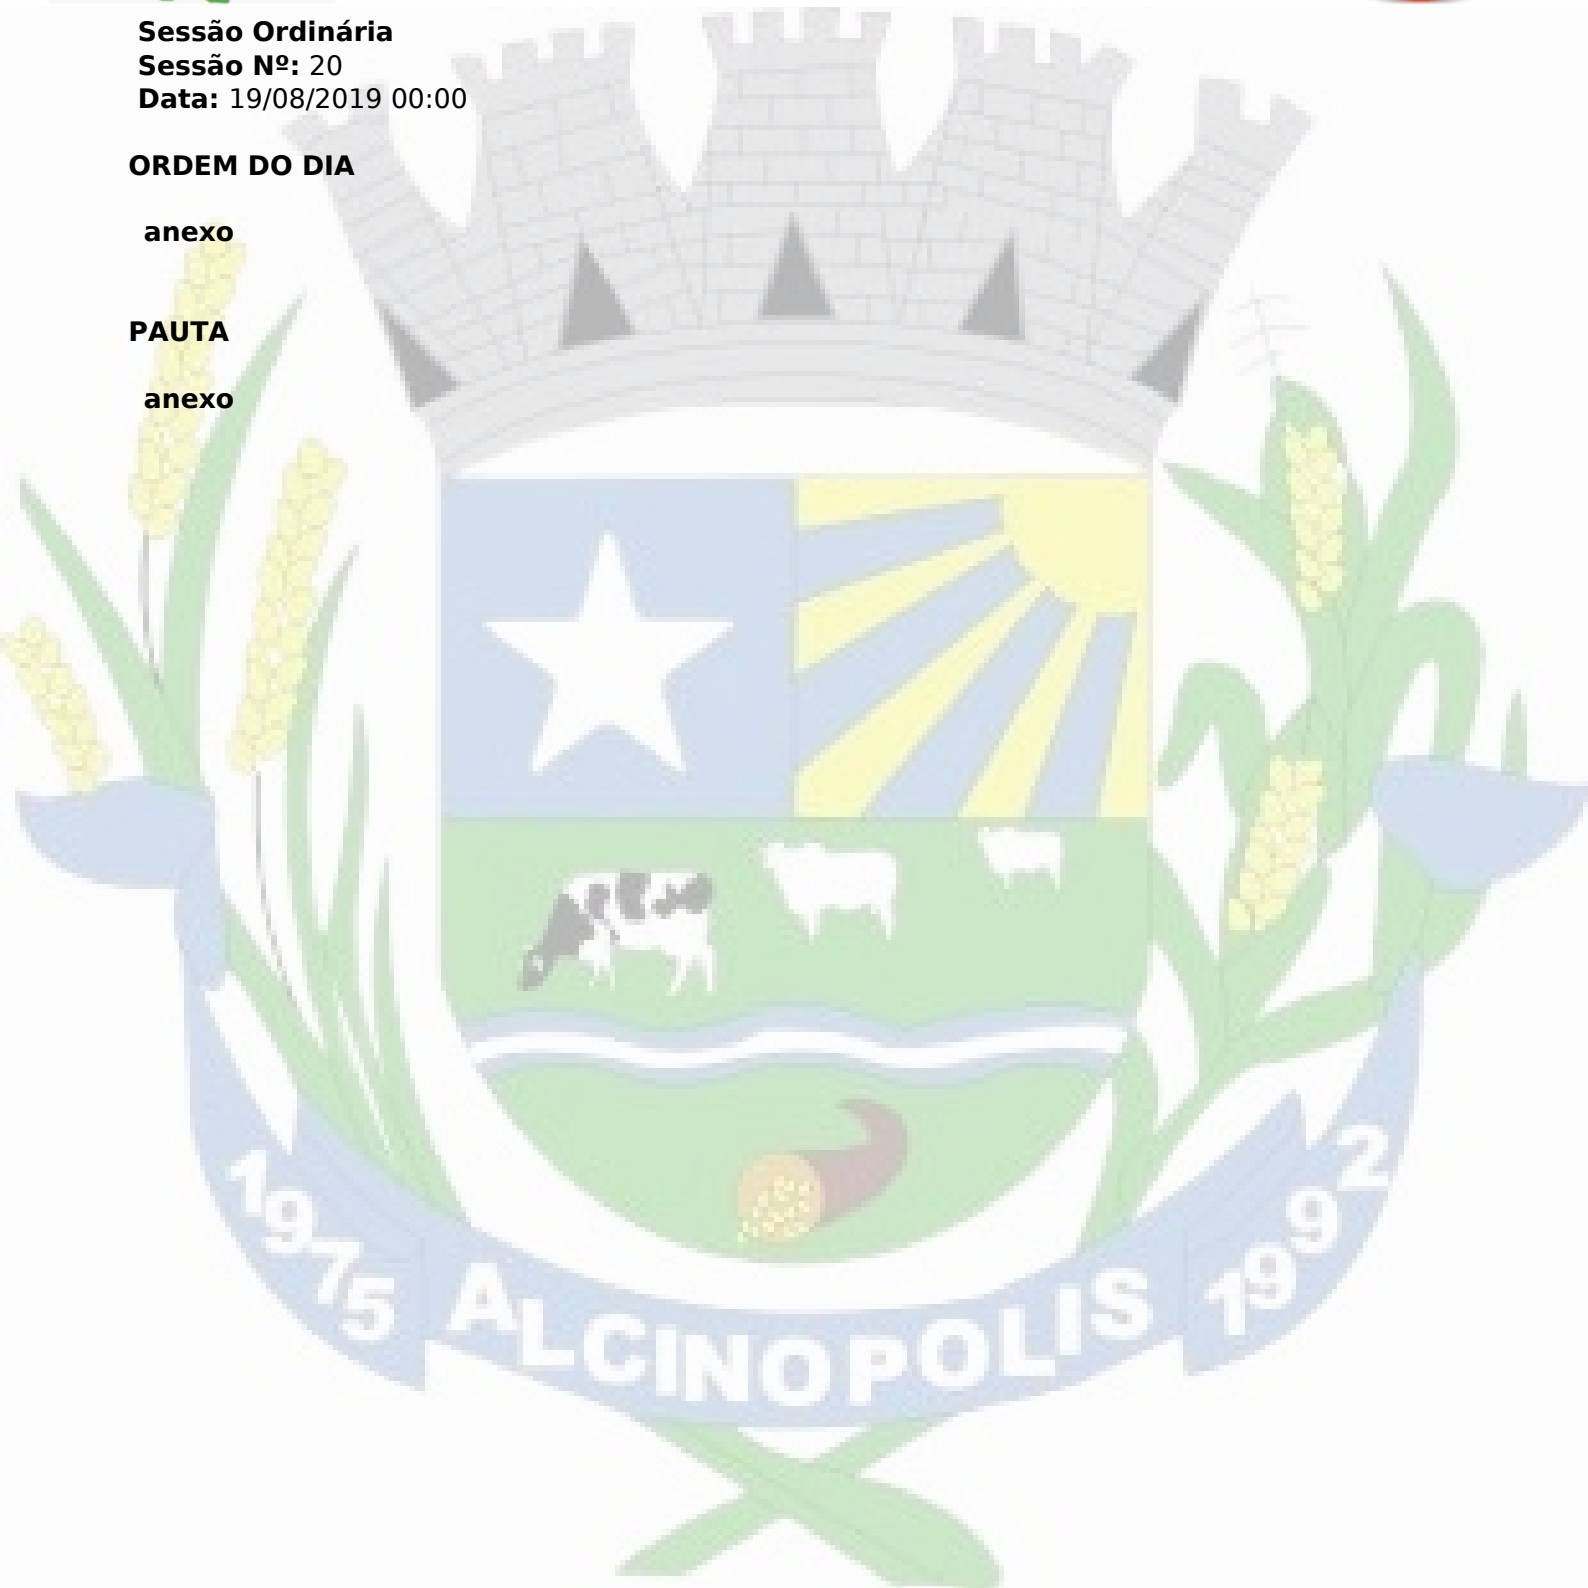 Sessão Ordinária
Sessão Nº: 20
Data: 19/08/2019 00:00
ORDEM DO DIA
anexo
PAUTA
anexo
1975 ALCINOPOLIS 1992